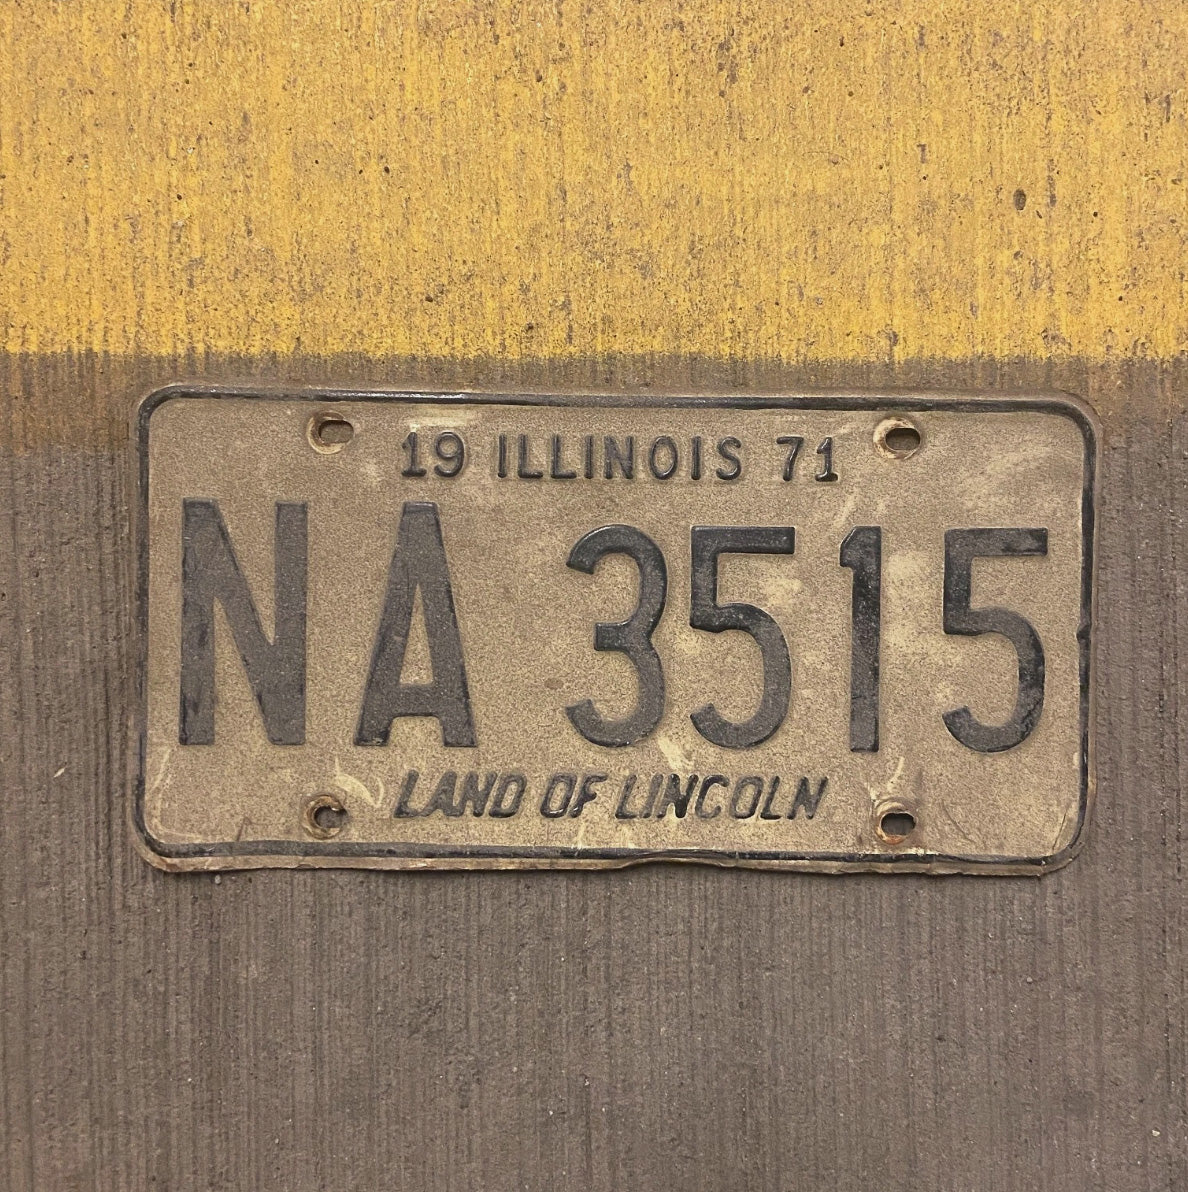 19 ILLINOIS 71
NA 3515
LAND OF LINCOLN